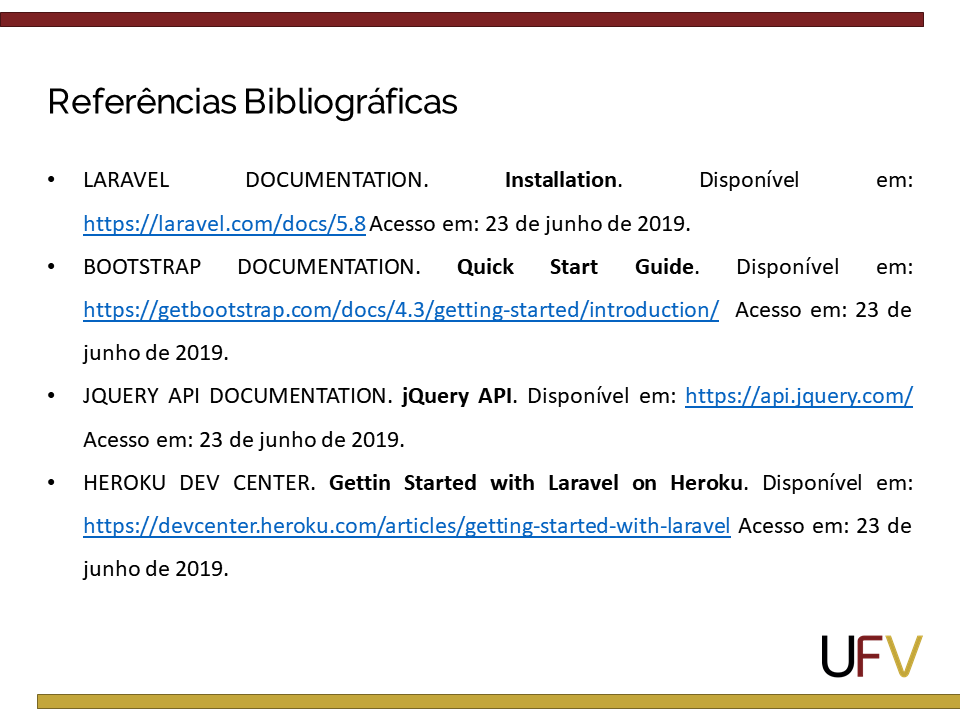 Referências Bibliográficas
• LARAVEL DOCUMENTATION. Installation. Disponível em:
https://laravel.com/docs/5.8 Acesso em: 23 de junho de 2019.
• BOOTSTRAP DOCUMENTATION. Quick Start Guide. Disponível em:
https://getbootstrap.com/docs/4.3/getting-started/introduction/ Acesso em: 23 de
junho de 2019.
• JQUERY API DOCUMENTATION. jQuery API. Disponível em: https://api.jquery.com/
Acesso em: 23 de junho de 2019.
• HEROKU DEV CENTER. Gettin Started with Laravel on Heroku. Disponível em:
https://devcenter.heroku.com/articles/getting-started-with-laravel Acesso em: 23 de
junho de 2019.
UFV